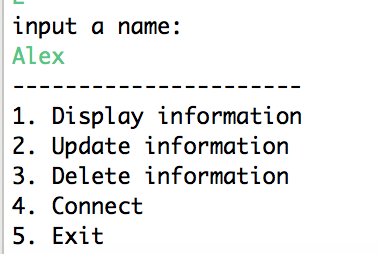 input a name:
Alex
----------------------
1. Display information
2. Update information
3. Delete information
4. Connect
5. Exit